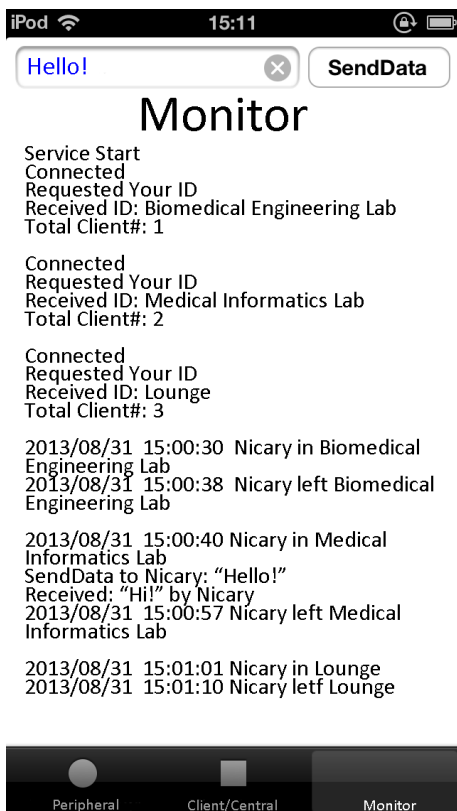 iPod 15:11
Hello! SendData
Monitor
Service Start
Connected
Requested Your ID
Received ID: Biomedical Engineering Lab
Total Client#: 1
Connected
Requested Your ID
Received ID: Medical Informatics Lab
Total Client#: 2
Connected
Requested Your ID
Received ID: Lounge
Total Client#: 3
2013/08/31 15:00:30 Nicary in Biomedical
Engineering Lab
2013/08/31 15:00:38 Nicary left Biomedical
Engineering Lab
2013/08/31 15:00:40 Nicary in Medical
Informatics Lab
SendData to Nicary: “Hello!”
Received: “Hi!” by Nicary
2013/08/31 15:00:57 Nicary left Medical
Informatics Lab
2013/08/31 15:01:01 Nicary in Lounge
2013/08/31 15:01:10 Nicary letf Lounge
Peripheral Client/Central Monitor